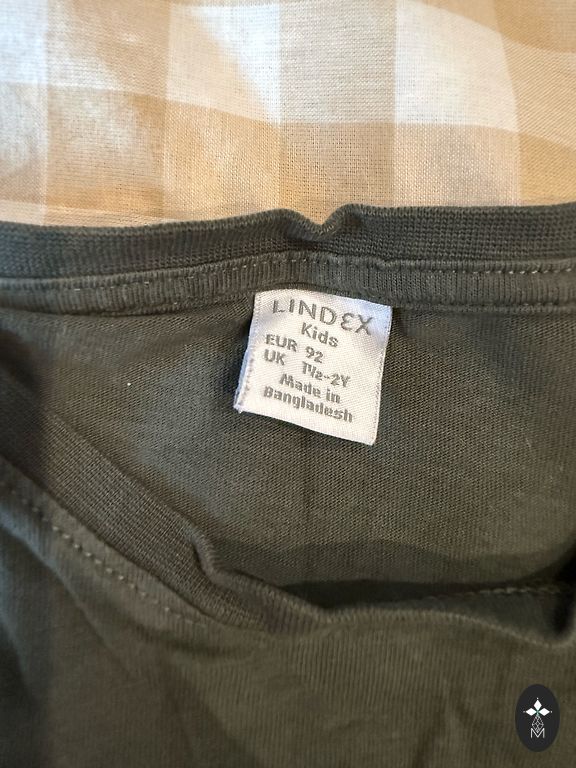 LINDEX
Kids
EUR 92
UK 1½-2Y
Made in
Bangladesh
M